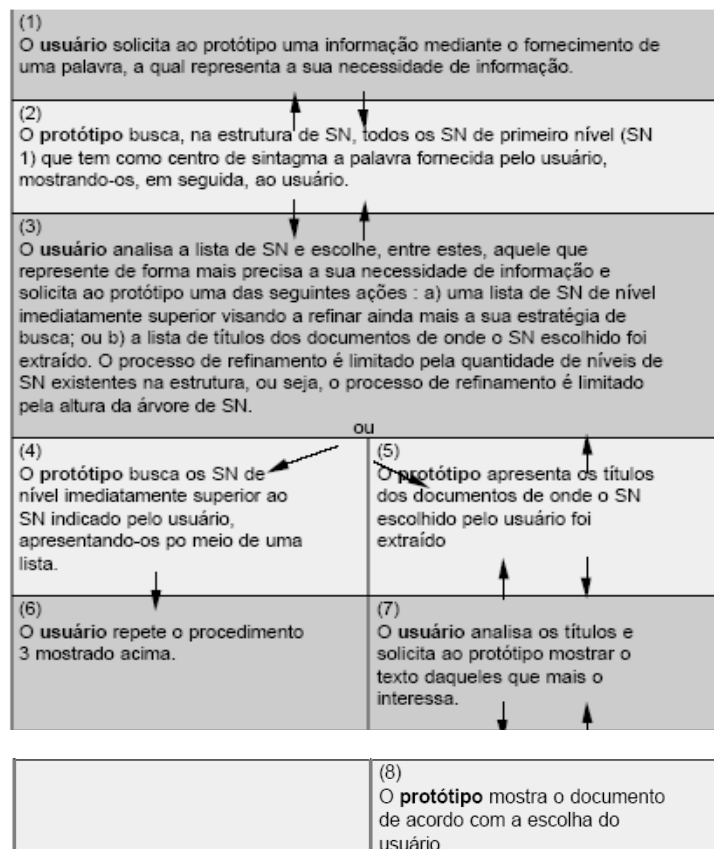 (1)
O usuário solicita ao protótipo uma informação mediante o fornecimento de
uma palavra, a qual representa a sua necessidade de informação.
(2)
O protótipo busca, na estrutura de SN, todos os SN de primeiro nível (SN
1) que tem como centro de sintagma a palavra fornecida pelo usuário,
mostrando-os, em seguida, ao usuário.
(3)
O usuário analisa a lista de SN e escolhe, entre estes, aquele que
represente de forma mais precisa a sua necessidade de informação e
solicita ao protótipo uma das seguintes ações : a) uma lista de SN de nível
imediatamente superior visando a refinar ainda mais a sua estratégia de
busca; ou b) a lista de títulos dos documentos de onde o SN escolhido foi
extraído. O processo de refinamento é limitado pela quantidade de níveis de
SN existentes na estrutura, ou seja, o processo de refinamento é limitado
pela altura da árvore de SN.
ou
(4)
O protótipo busca os SN de
nível imediatamente superior ao
SN indicado pelo usuário,
apresentando-os po meio de uma
lista.
(5)
O protótipo apresenta os títulos
dos documentos de onde o SN
escolhido pelo usuário foi
extraído
(6)
O usuário repete o procedimento
3 mostrado acima.
(7)
O usuário analisa os títulos e
solicita ao protótipo mostrar o
texto daqueles que mais o
interessa.
(8)
O protótipo mostra o documento
de acordo com a escolha do
usuário